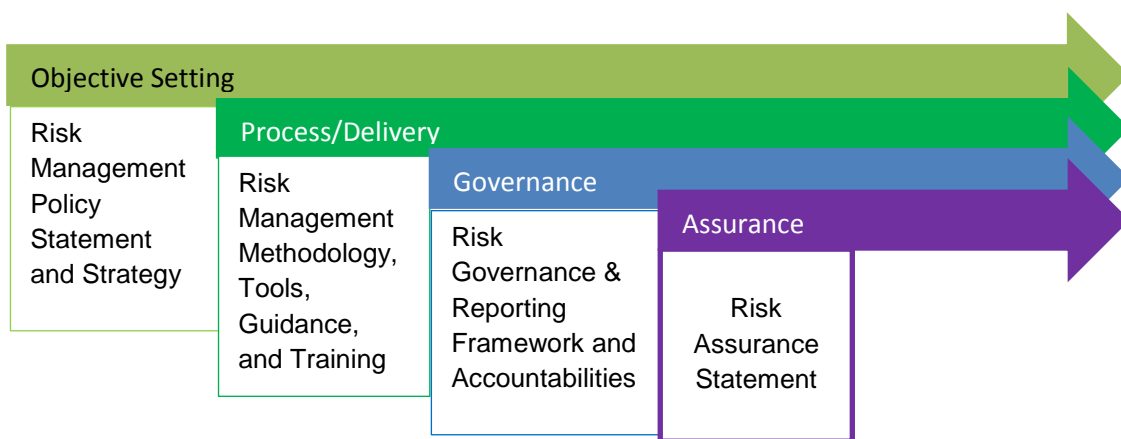 Objective Setting
Risk
Management
Policy
Statement
and Strategy
Process/Delivery
Risk
Management
Methodology,
Tools,
Guidance,
and Training
Governance
Risk
Governance &
Reporting
Framework and
Accountabilities
Assurance
Risk
Assurance
Statement